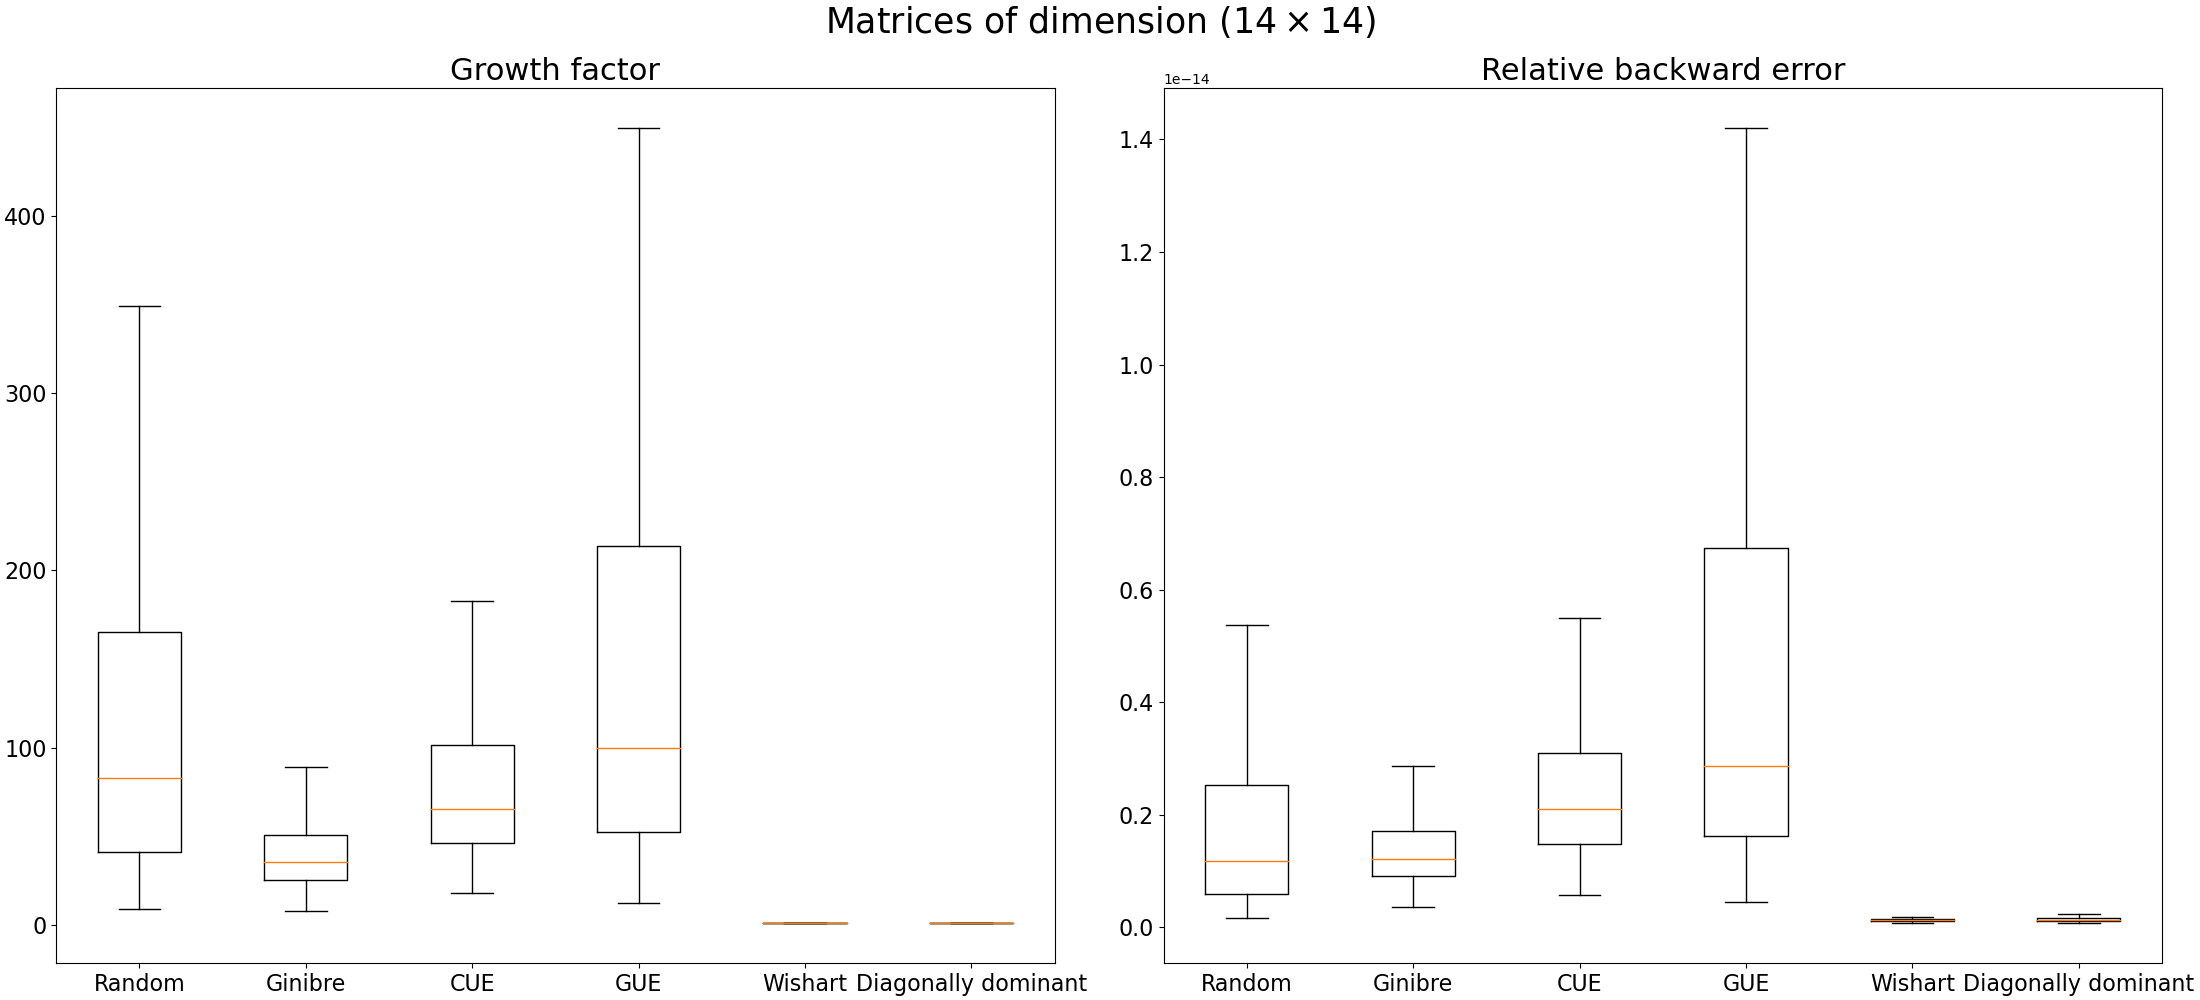 Matrices of dimension (14 × 14)
Growth factor
400
300
200
100
0
Random Ginibre CUE GUE Wishart Diagonally dominant
Relative backward error
1e−14
1.4
1.2
1.0
0.8
0.6
0.4
0.2
0.0
Random Ginibre CUE GUE Wishart Diagonally dominant